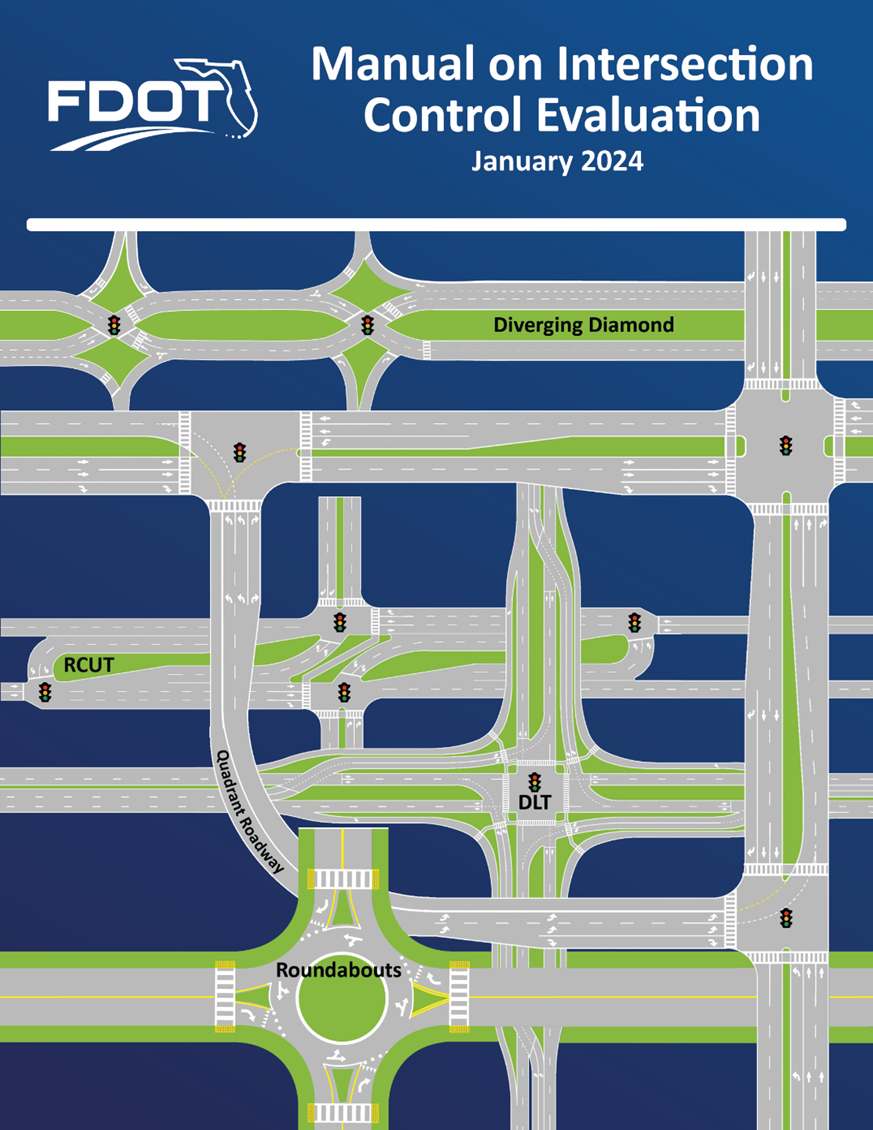 FDOT
Manual on Intersection
Control Evaluation
January 2024
Diverging Diamond
RCUT
Quadrant Roadway
DLT
Roundabouts